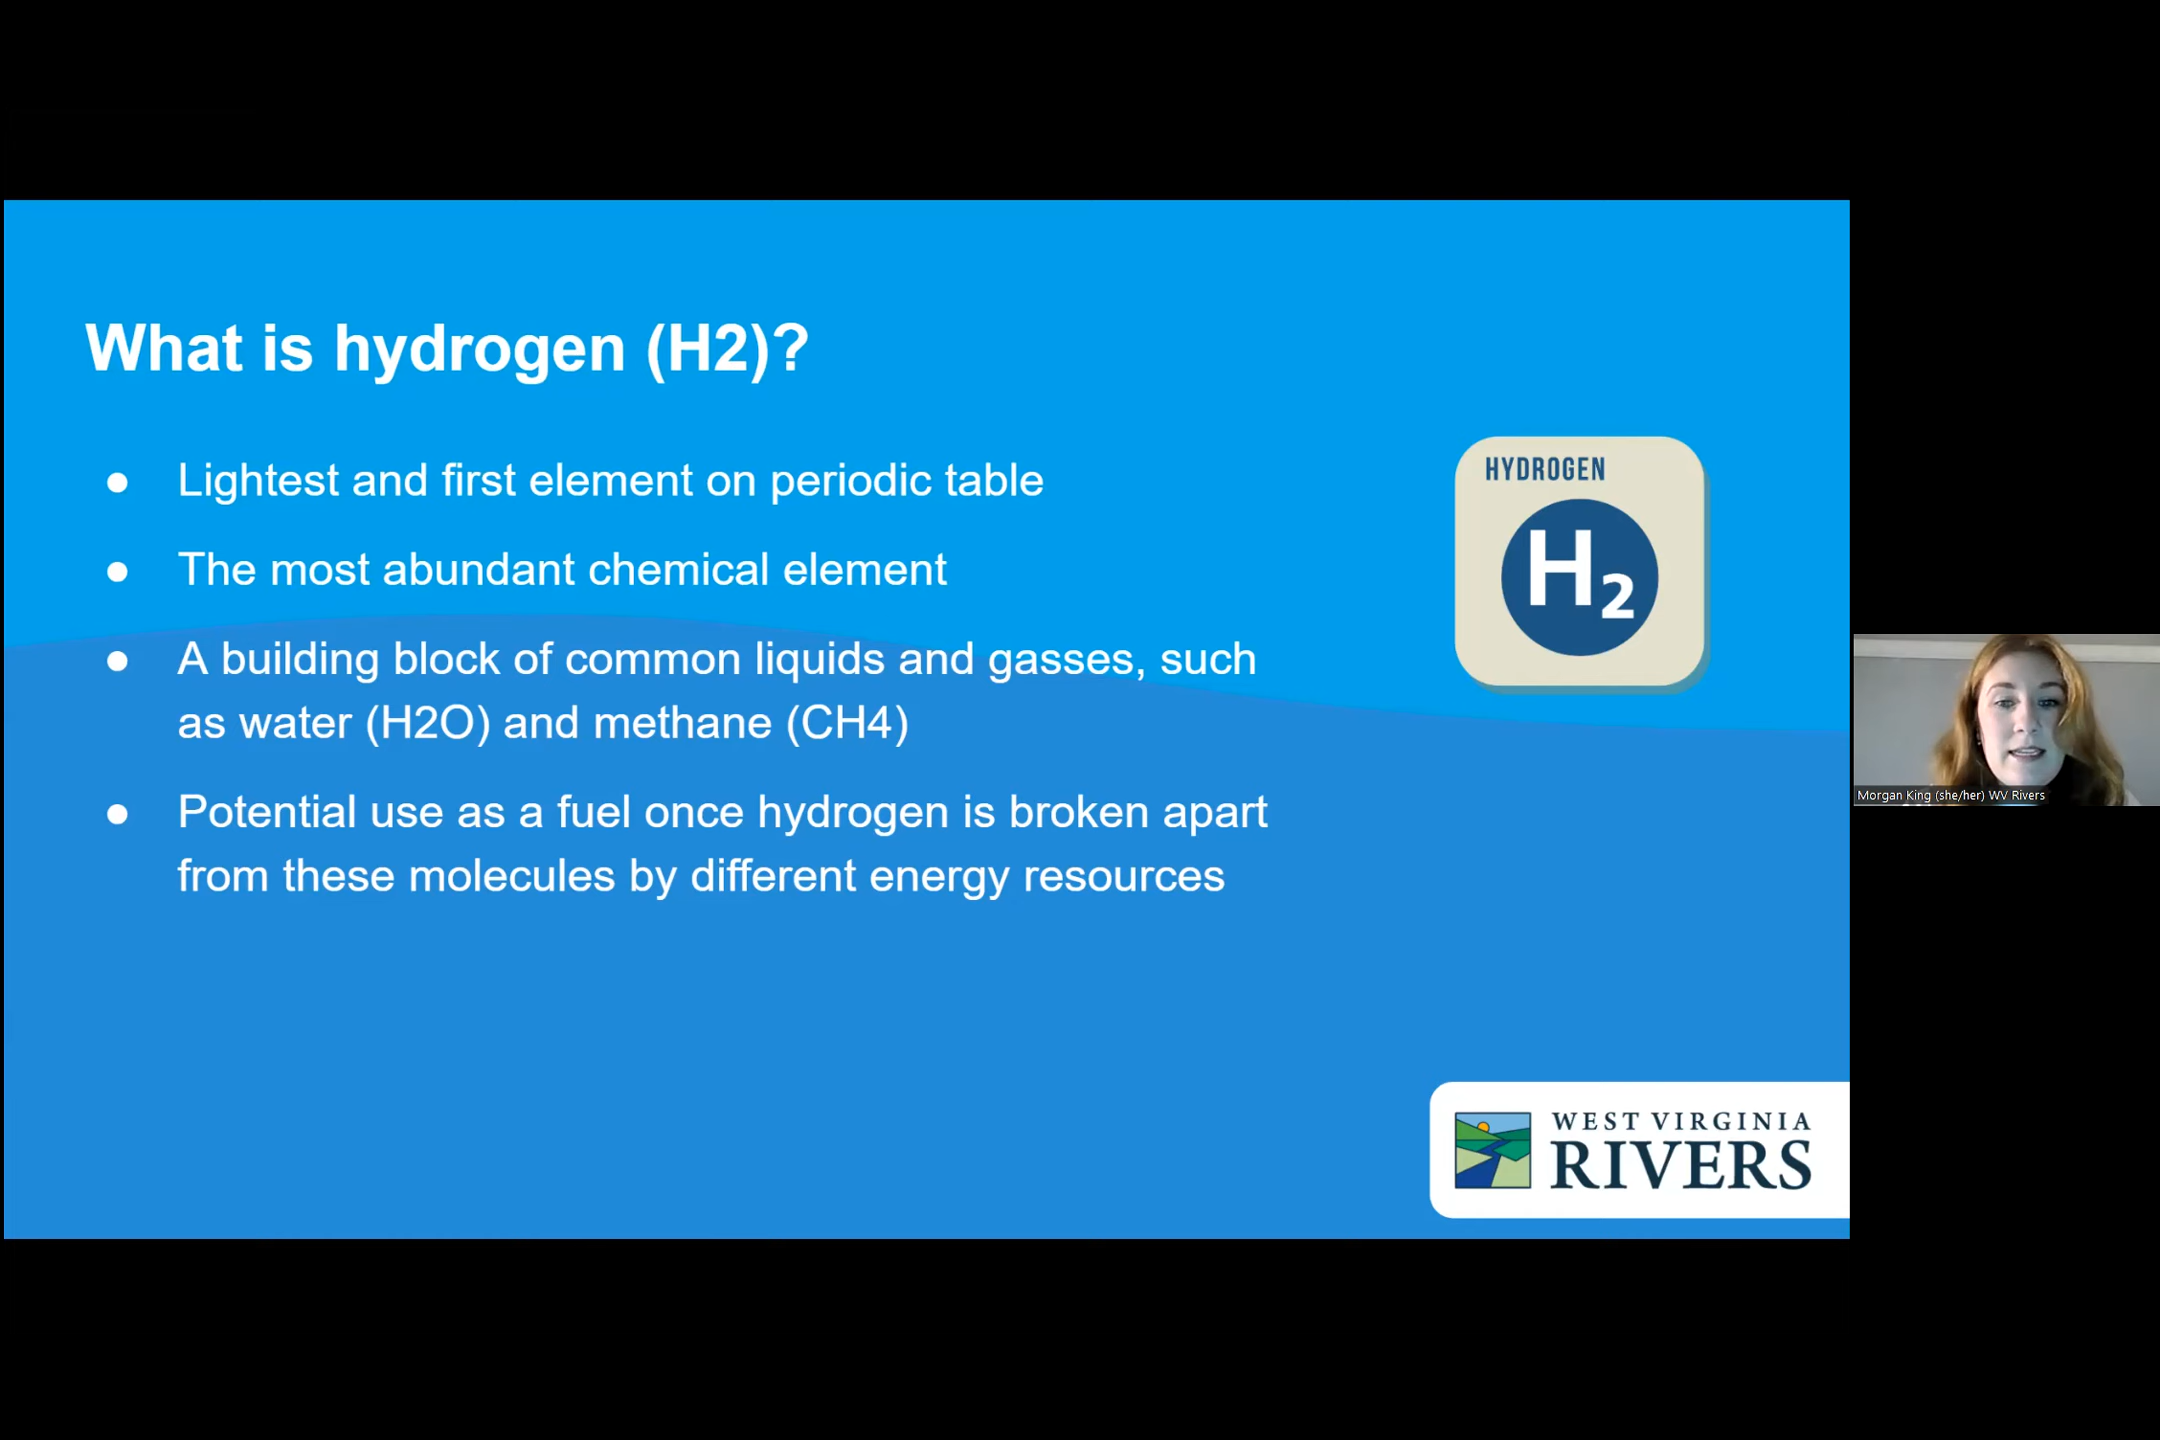 What is hydrogen (H2)?
● Lightest and first element on periodic table
● The most abundant chemical element
● A building block of common liquids and gasses, such
as water (H2O) and methane (CH4)
● Potential use as a fuel once hydrogen is broken apart
from these molecules by different energy resources
HYDROGEN
H₂
Morgan King (she/her) WV Rivers
WEST VIRGINIA
RIVERS